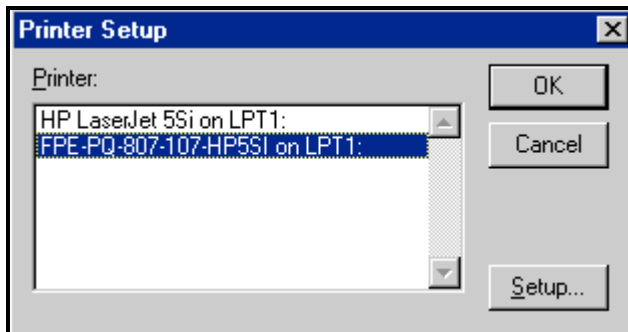 Printer Setup
Printer:
OK
HP LaserJet 5Si on LPT1:
FPE-PQ-807-107-HP5SI on LPT1:
Cancel
Setup...